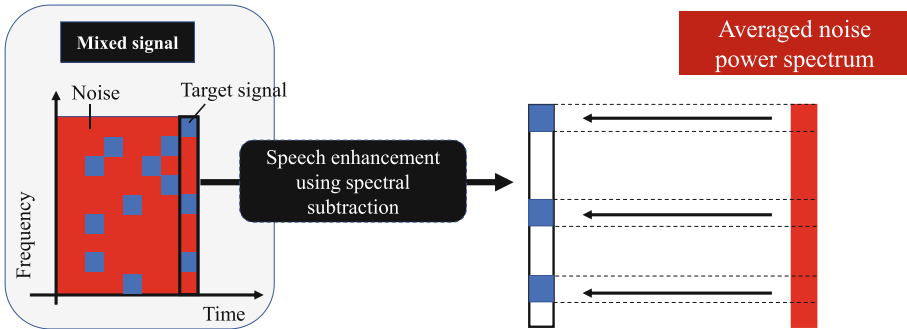 Mixed signal
Averaged noise
power spectrum
Noise
Target signal
Speech enhancement
using spectral
subtraction
Frequency
Time